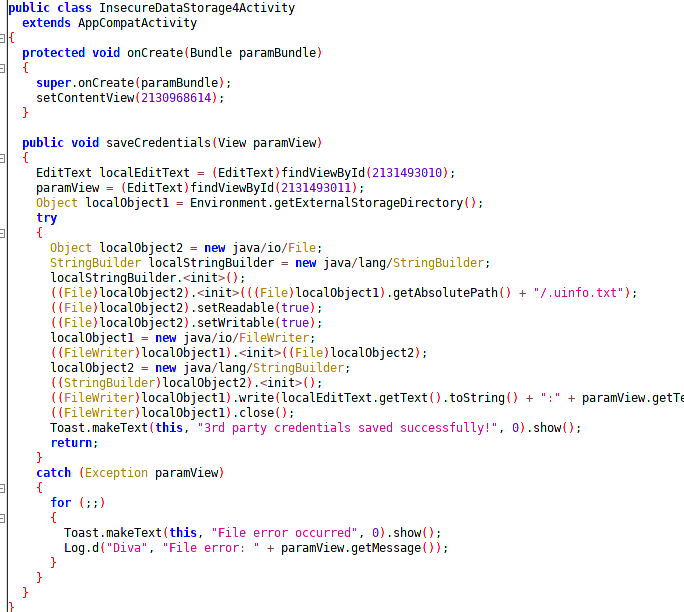 public class InsecureDataStorage4Activity
  extends AppCompatActivity
{
  protected void onCreate(Bundle paramBundle)
  {
    super.onCreate(paramBundle);
    setContentView(2130968614);
  }

  public void saveCredentials(View paramView)
  {
    EditText localEditText = (EditText)findViewById(2131493010);
    paramView = (EditText)findViewById(2131493011);
    Object localObject1 = Environment.getExternalStorageDirectory();
    try
    {
      Object localObject2 = new java/io/File;
      StringBuilder localStringBuilder = new java/lang/StringBuilder;
      localStringBuilder.<init>();
      ((File)localObject2).<init>(((File)localObject1).getAbsolutePath() + "/.uinfo.txt");
      ((File)localObject2).setReadable(true);
      ((File)localObject2).setWritable(true);
      localObject1 = new java/io/FileWriter;
      ((FileWriter)localObject1).<init>((File)localObject2);
      localObject2 = new java/lang/StringBuilder;
      ((StringBuilder)localObject2).<init>();
      ((FileWriter)localObject1).write(localEditText.getText().toString() + ":" + paramView.getTe
      ((FileWriter)localObject1).close();
      Toast.makeText(this, "3rd party credentials saved successfully!", 0).show();
      return;
    }
    catch (Exception paramView)
    {
      for (;;)
      {
        Toast.makeText(this, "File error occurred", 0).show();
        Log.d("Diva", "File error: " + paramView.getMessage());
      }
    }
  }
}